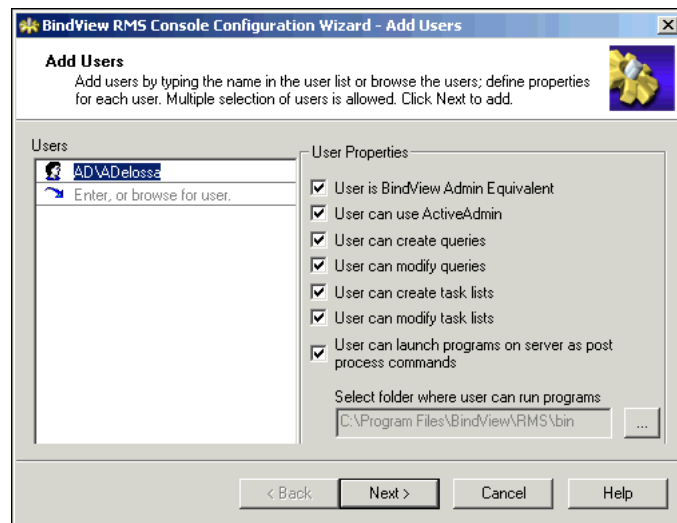 BindView RMS Console Configuration Wizard - Add Users
Add Users
Add users by typing the name in the user list or browse the users; define properties
for each user. Multiple selection of users is allowed. Click Next to add.
Users
AD\ADelossa
Enter, or browse for user.
User Properties
User is BindView Admin Equivalent
User can use ActiveAdmin
User can create queries
User can modify queries
User can create task lists
User can modify task lists
User can launch programs on server as post
process commands
Select folder where user can run programs
C:\Program Files\BindView\RMS\bin
...
< Back
Next >
Cancel
Help